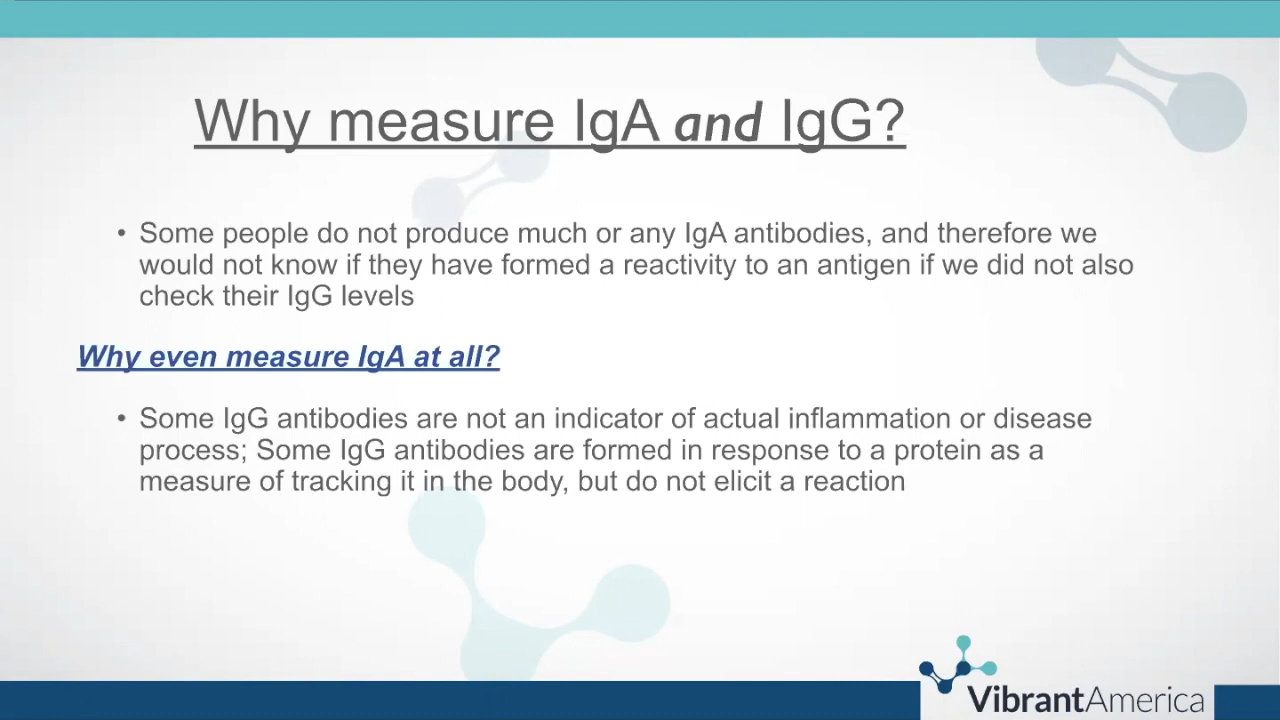 Why measure IgA and IgG?
• Some people do not produce much or any IgA antibodies, and therefore we
would not know if they have formed a reactivity to an antigen if we did not also
check their IgG levels
Why even measure IgA at all?
• Some IgG antibodies are not an indicator of actual inflammation or disease
process; Some IgG antibodies are formed in response to a protein as a
measure of tracking it in the body, but do not elicit a reaction
VibrantAmerica